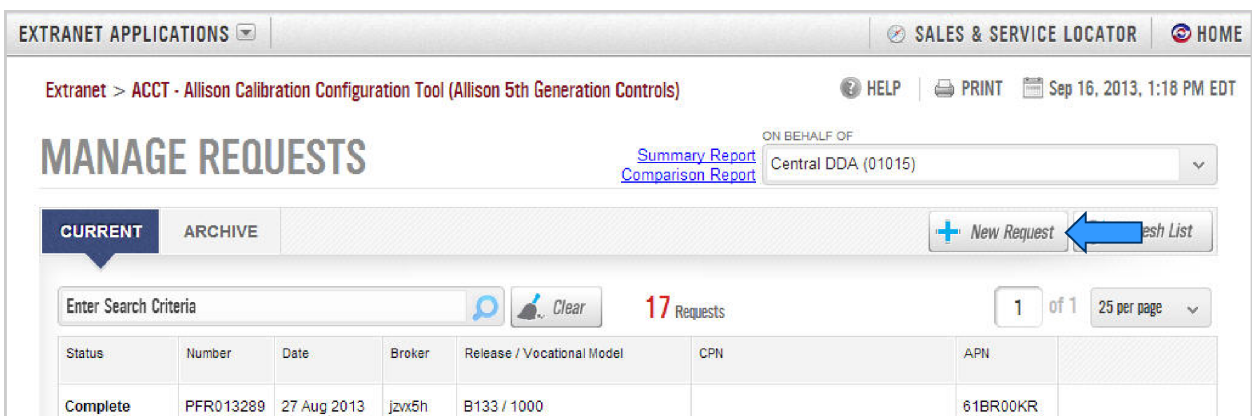 EXTRANET APPLICATIONS SALES & SERVICE LOCATOR HOME
Extranet > ACCT - Allison Calibration Configuration Tool (Allison 5th Generation Controls) HELP PRINT Sep 16, 2013, 1:18 PM EDT
ON BEHALF OF
MANAGE REQUESTS Summary Report Central DDA (01015)
Comparison Report
CURRENT ARCHIVE New Request esh List
Enter Search Criteria Clear 17 Requests 1 of 1 25 per page
Status Number Date Broker Release / Vocational Model CPN APN
Complete PFR013289 27 Aug 2013 jzvx5h B133 / 1000 61BR00KR